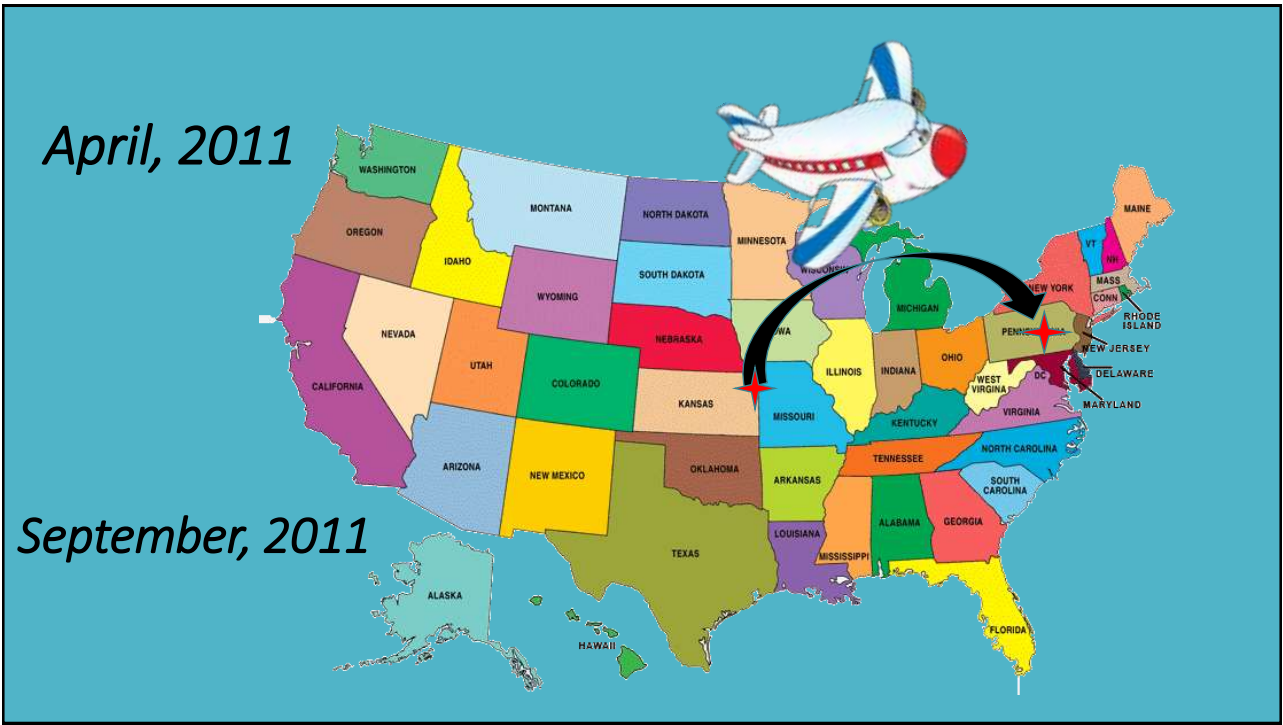 April, 2011
WASHINGTON
MONTANA
NORTH DAKOTA
MINNESOTA
MAINE
OREGON
IDAHO
SOUTH DAKOTA
WISCONSIN
VT
NH
WYOMING
MICHIGAN
NEW YORK
MASS
CONN
RHODE
ISLAND
NEVADA
NEBRASKA
NEW JERSEY
UTAH
COLORADO
ILLINOIS
INDIANA
OHIO
WEST
VIRGINIA
DC
DELAWARE
CALIFORNIA
KANSAS
MISSOURI
KENTUCKY
VIRGINIA
MARYLAND
ARIZONA
NEW MEXICO
OKLAHOMA
ARKANSAS
TENNESSEE
NORTH CAROLINA
SOUTH
CAROLINA
September, 2011
TEXAS
LOUISIANA
MISSISSIPPI
ALABAMA
GEORGIA
ALASKA
HAWAII
FLORIDA